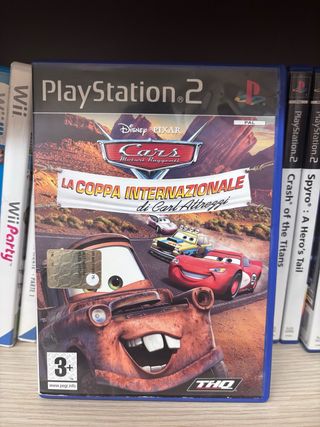 PlayStation®2
PAL
Disney · PIXAR
Cars
Motori Ruggenti
LA COPPA INTERNAZIONALE
di Carl Attrezzi
3+
www.pegi.info
THQ
Wii
Wii Party
PlayStation 2
Crash® of the Titans
PlayStation 2
Spyro®: A Hero's Tail